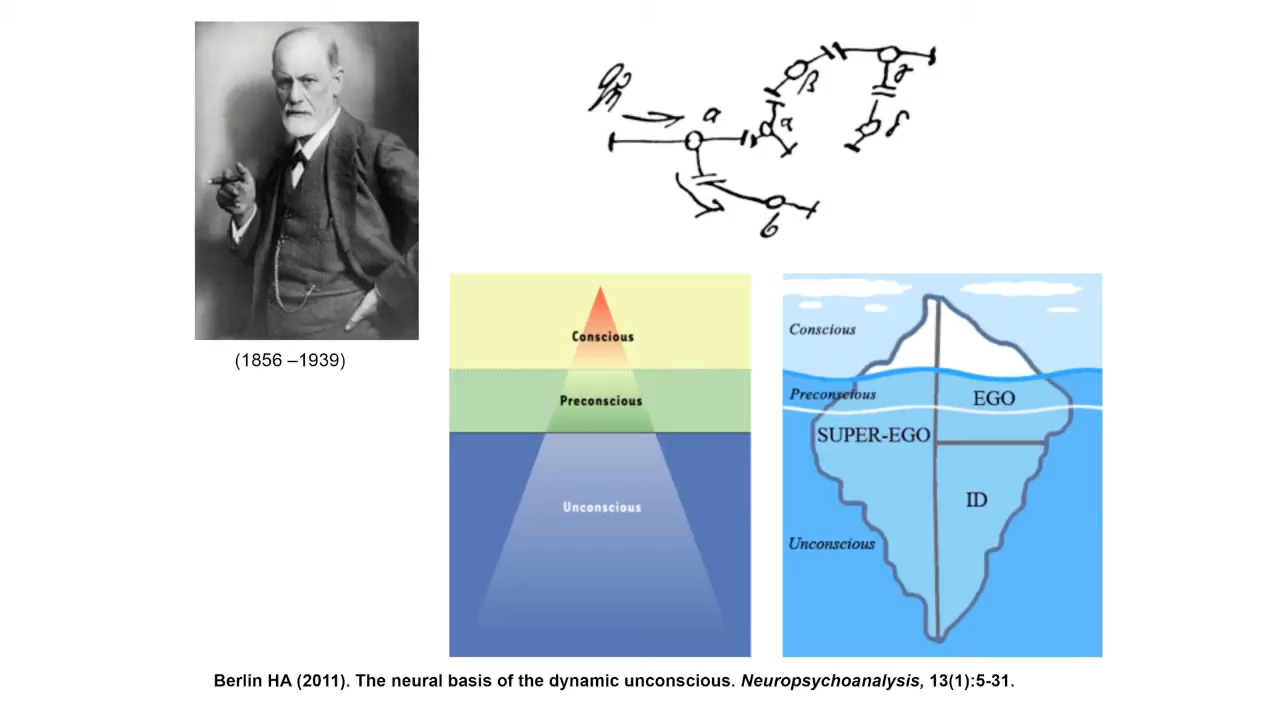 (1856 –1939)
a
α
β
γ
δ
b
Conscious
Preconscious
Unconscious
Conscious
Preconscious
EGO
SUPER-EGO
ID
Unconscious
Berlin HA (2011). The neural basis of the dynamic unconscious. Neuropsychoanalysis, 13(1):5-31.